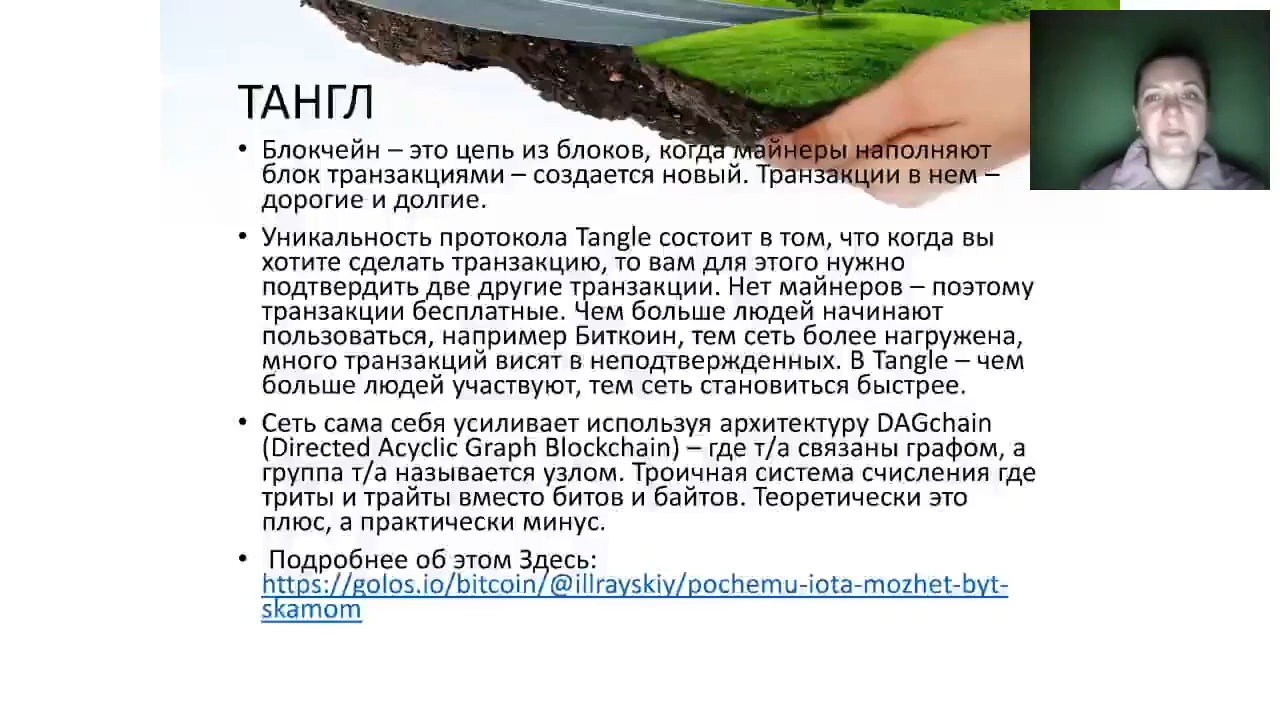 ТАНГЛ
• Блокчейн – это цепь из блоков, когда майнеры наполняют
блок транзакциями – создается новый. Транзакции в нем –
дорогие и долгие.
• Уникальность протокола Tangle состоит в том, что когда вы
хотите сделать транзакцию, то вам для этого нужно
подтвердить две другие транзакции. Нет майнеров – поэтому
транзакции бесплатные. Чем больше людей начинают
пользоваться, например Биткоин, тем сеть более нагружена,
много транзакций висят в неподтвержденных. В Tangle – чем
больше людей участвуют, тем сеть становиться быстрее.
• Сеть сама себя усиливает используя архитектуру DAGchain
(Directed Acyclic Graph Blockchain) – где т/а связаны графом, а
группа т/а называется узлом. Троичная система счисления где
триты и трайты вместо битов и байтов. Теоретически это
плюс, а практически минус.
• Подробнее об этом Здесь:
https://golos.io/bitcoin/@illrayskiy/pochemu-iota-mozhet-byt-
skamom